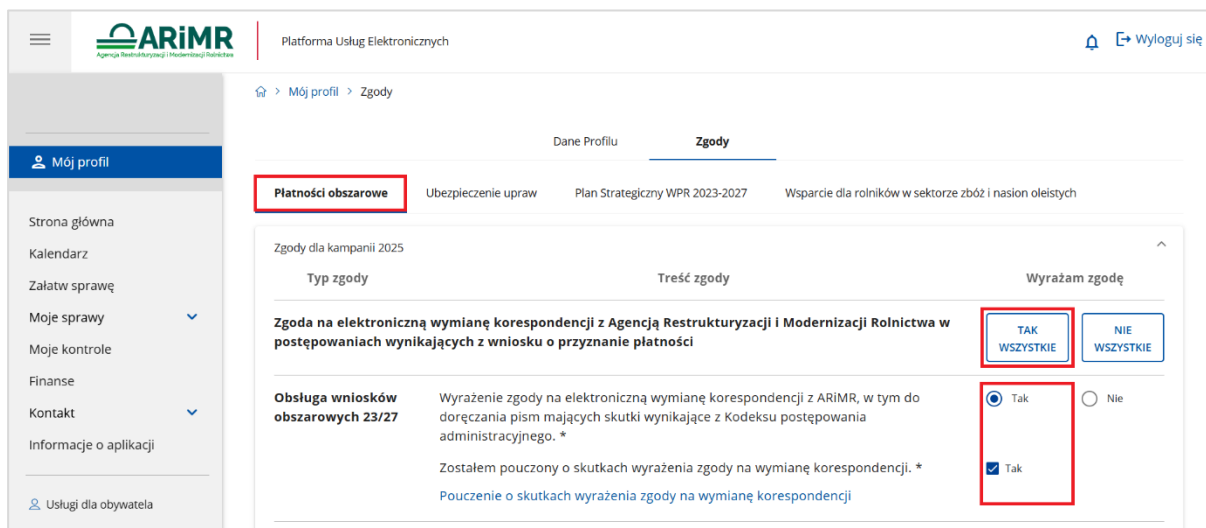 ARiMR
Agencja Restrukturyzacji i Modernizacji Rolnictwa
Platforma Usług Elektronicznych
Wyloguj się
Mój profil > Zgody
Dane Profilu
Zgody
Mój profil
Płatności obszarowe
Ubezpieczenie upraw
Plan Strategiczny WPR 2023-2027
Wsparcie dla rolników w sektorze zbóż i nasion oleistych
Strona główna
Kalendarz
Załatw sprawę
Moje sprawy
Moje kontrole
Finanse
Kontakt
Informacje o aplikacji
Usługi dla obywatela
Zgody dla kampanii 2025
Typ zgody
Treść zgody
Wyrażam zgodę
Zgoda na elektroniczną wymianę korespondencji z Agencją Restrukturyzacji i Modernizacji Rolnictwa w
postępowaniach wynikających z wniosku o przyznanie płatności
TAK
WSZYSTKIE
NIE
WSZYSTKIE
Obsługa wniosków
obszarowych 23/27
Wyrażenie zgody na elektroniczną wymianę korespondencji z ARiMR, w tym do
doręczania pism mających skutki wynikające z Kodeksu postępowania
administracyjnego. *
Tak
Nie
Zostałem pouczony o skutkach wyrażenia zgody na wymianę korespondencji. *
Tak
Pouczenie o skutkach wyrażenia zgody na wymianę korespondencji